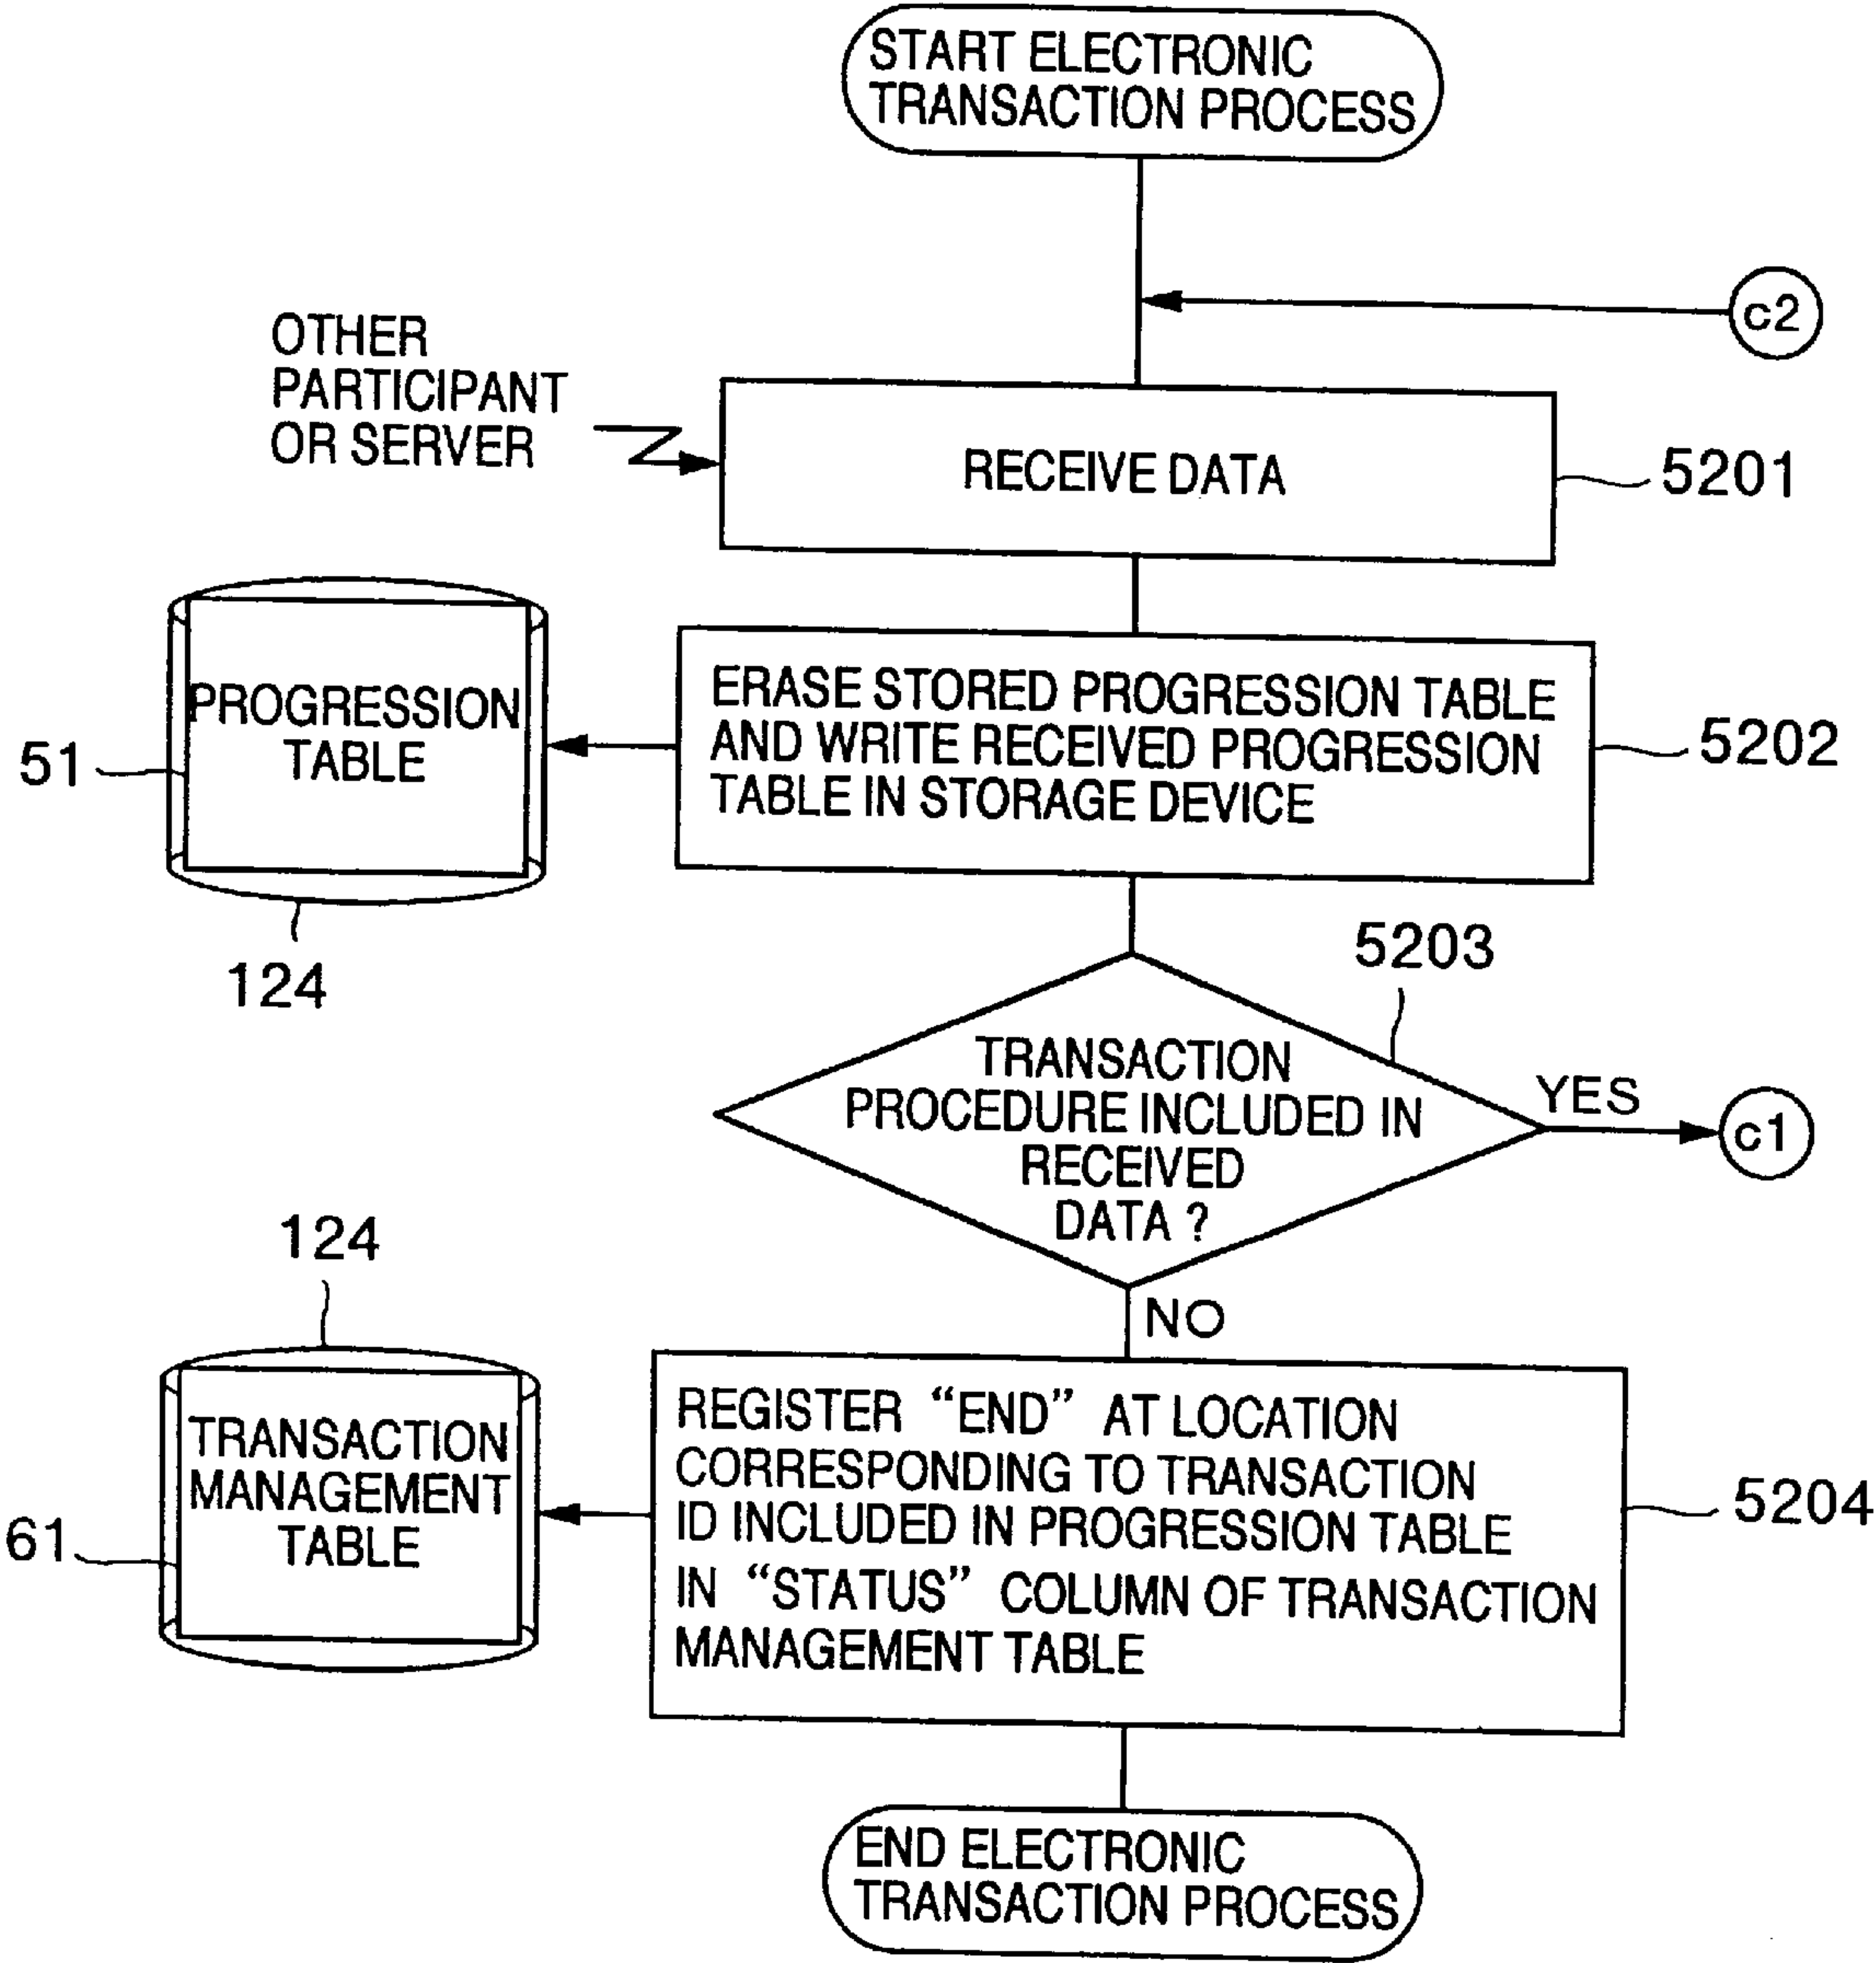 START ELECTRONIC
TRANSACTION PROCESS
c2
OTHER
PARTICIPANT
OR SERVER
RECEIVE DATA
5201
PROGRESSION
TABLE
51
124
ERASE STORED PROGRESSION TABLE
AND WRITE RECEIVED PROGRESSION
TABLE IN STORAGE DEVICE
5202
5203
TRANSACTION
PROCEDURE INCLUDED IN
RECEIVED
DATA ?
YES
c1
NO
124
TRANSACTION
MANAGEMENT
TABLE
61
REGISTER “END” AT LOCATION
CORRESPONDING TO TRANSACTION
ID INCLUDED IN PROGRESSION TABLE
IN “STATUS” COLUMN OF TRANSACTION
MANAGEMENT TABLE
5204
END ELECTRONIC
TRANSACTION PROCESS